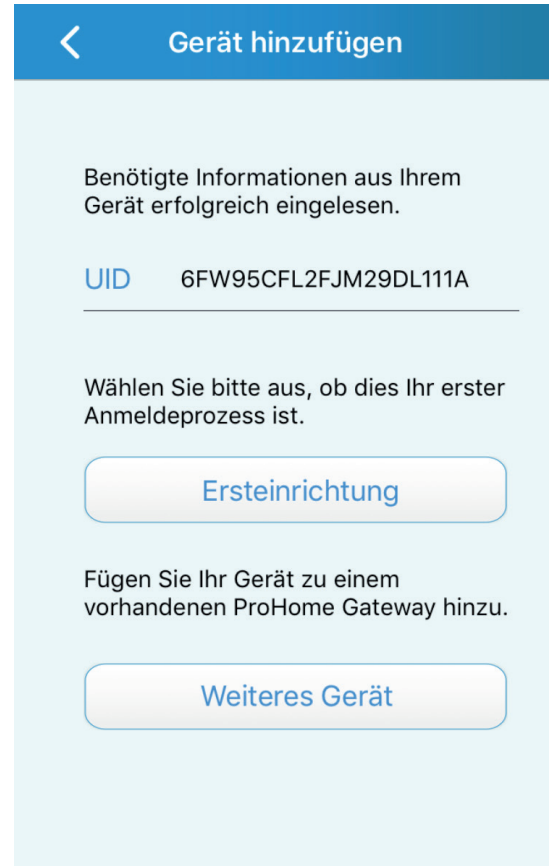 Gerät hinzufügen
Benötigte Informationen aus Ihrem
Gerät erfolgreich eingelesen.
UID 6FW95CFL2FJM29DL111A
Wählen Sie bitte aus, ob dies Ihr erster
Anmeldeprozess ist.
Ersteinrichtung
Fügen Sie Ihr Gerät zu einem
vorhandenen ProHome Gateway hinzu.
Weiteres Gerät